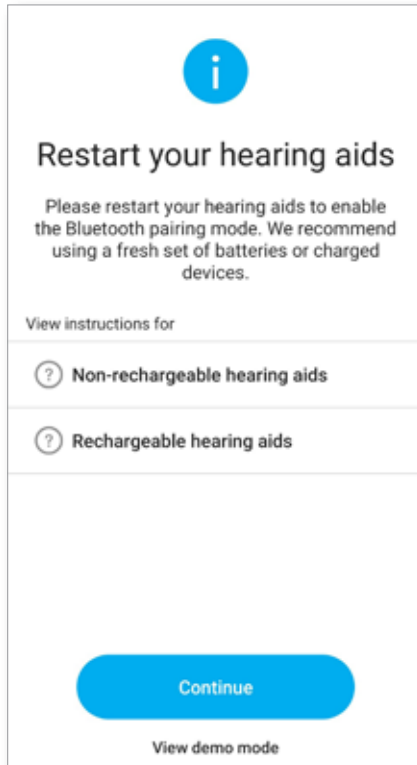 i
Restart your hearing aids
Please restart your hearing aids to enable
the Bluetooth pairing mode. We recommend
using a fresh set of batteries or charged
devices.
View instructions for
? Non-rechargeable hearing aids
? Rechargeable hearing aids
Continue
View demo mode